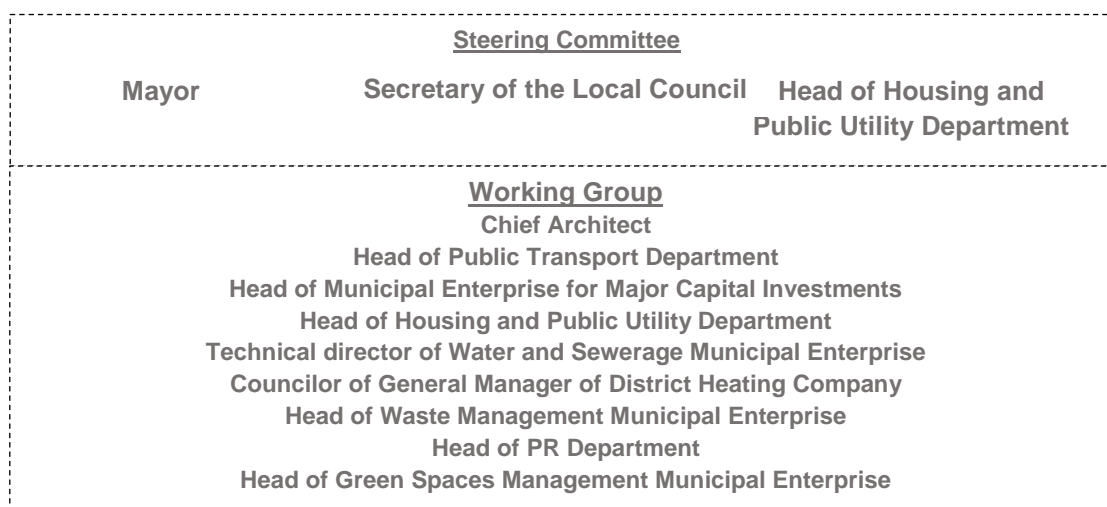 Steering Committee
Mayor
Secretary of the Local Council
Head of Housing and
Public Utility Department
Working Group
Chief Architect
Head of Public Transport Department
Head of Municipal Enterprise for Major Capital Investments
Head of Housing and Public Utility Department
Technical director of Water and Sewerage Municipal Enterprise
Councilor of General Manager of District Heating Company
Head of Waste Management Municipal Enterprise
Head of PR Department
Head of Green Spaces Management Municipal Enterprise